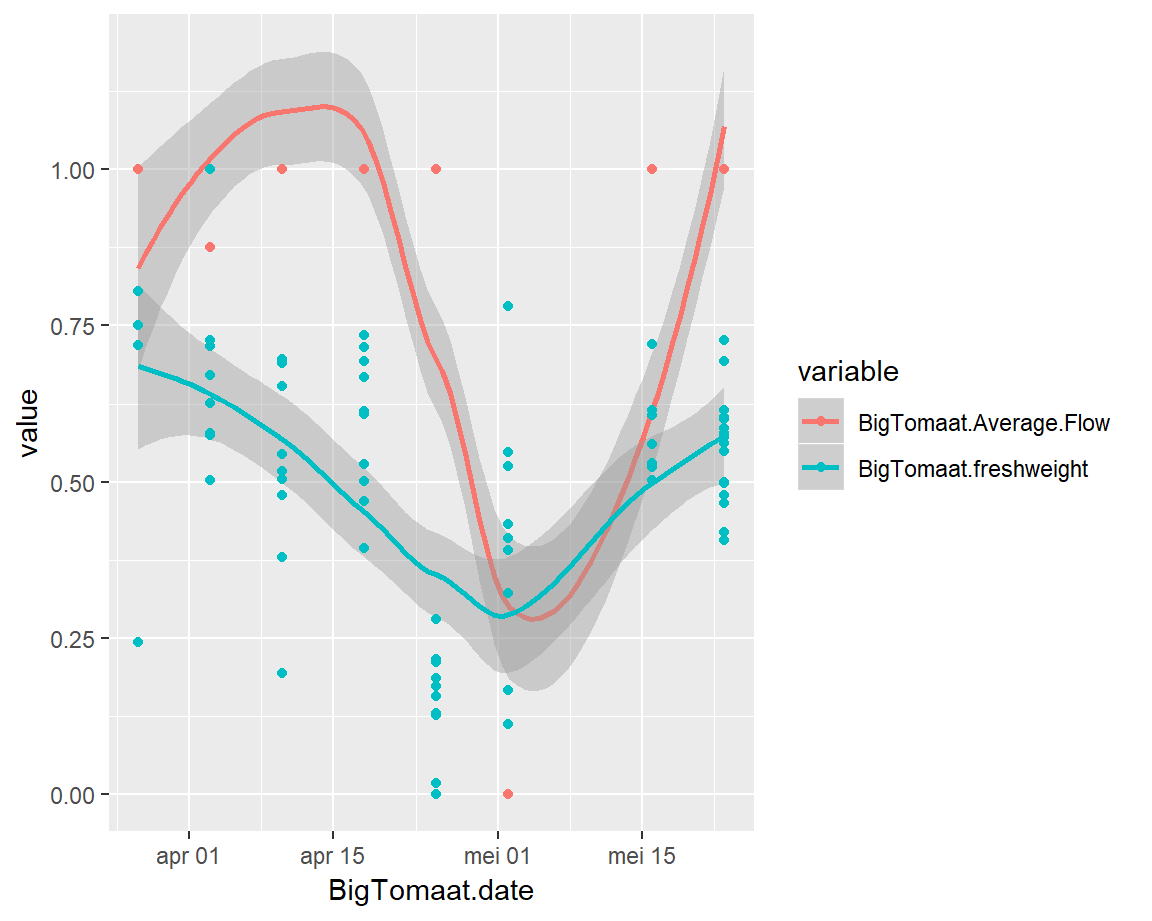 1.00
0.75
0.50
0.25
0.00
value
apr 01 apr 15 mei 01 mei 15
BigTomaat.date
variable
BigTomaat.Average.Flow
BigTomaat.freshweight